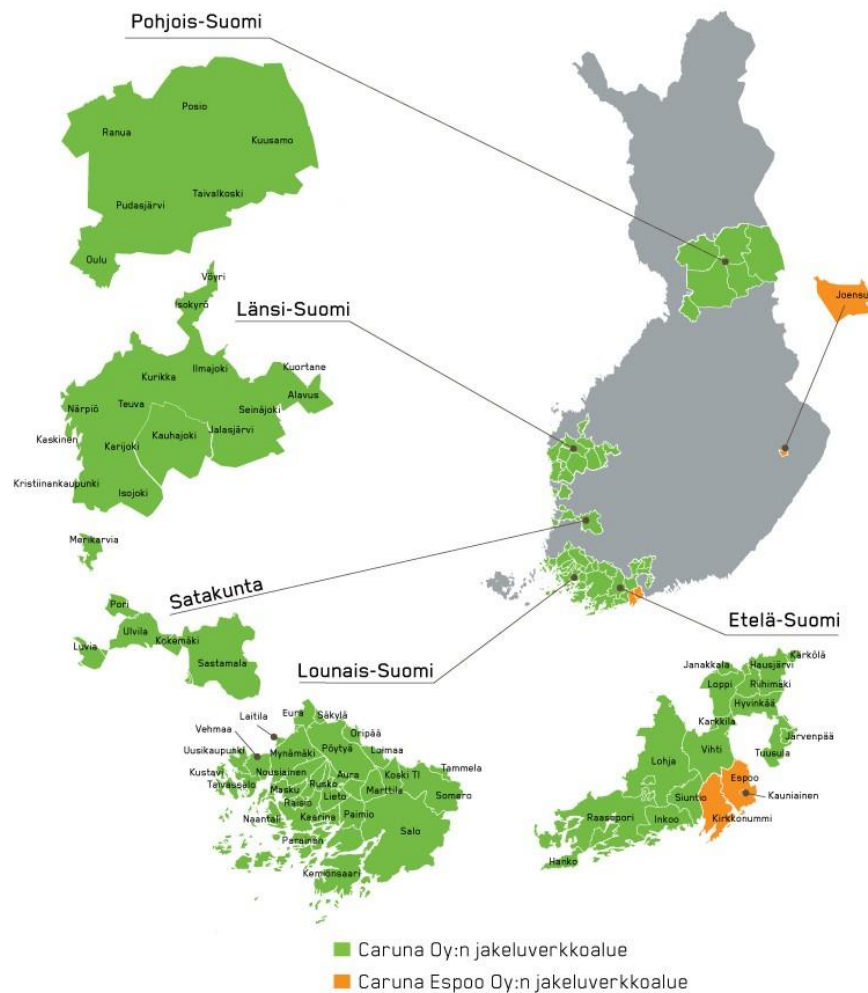 Pohjois-Suomi
Posio
Ranua
Kuusamo
Taivalkoski
Pudasjärvi
Oulu
Joensu
Länsi-Suomi
Vöyri
Isokyrö
Ilmajoki
Kuortane
Kurikka
Alavus
Teuva
Närpiö
Seinäjoki
Kauhajoki
Jalasjärvi
Kaskinen
Karijoki
Kristiinankaupunki
Isojoki
Merikarvia
Satakunta
Pori
Ulvila
Kokemäki
Luvia
Sastamala
Lounais-Suomi
Laitila
Eura
Säkylä
Vehmaa
Oripää
Uusikaupunki
Mynämäki
Pöytyä
Loimaa
Kustavi
Nousiainen
Aura
Koski Tl
Tammela
Taivassalo
Masku
Rusko
Marttila
Somero
Raisio
Lieto
Naantali
Kaarina
Paimio
Salo
Parainen
Kemiönsaari
Etelä-Suomi
Kärkölä
Janakkala
Hausjärvi
Loppi
Riihimäki
Hyvinkää
Karkkila
Järvenpää
Vihti
Tuusula
Lohja
Espoo
Kauniainen
Siuntio
Raasepori
Inkoo
Kirkkonummi
Hanko
Caruna Oy:n jakeluverkkoalue
Caruna Espoo Oy:n jakeluverkkoalue